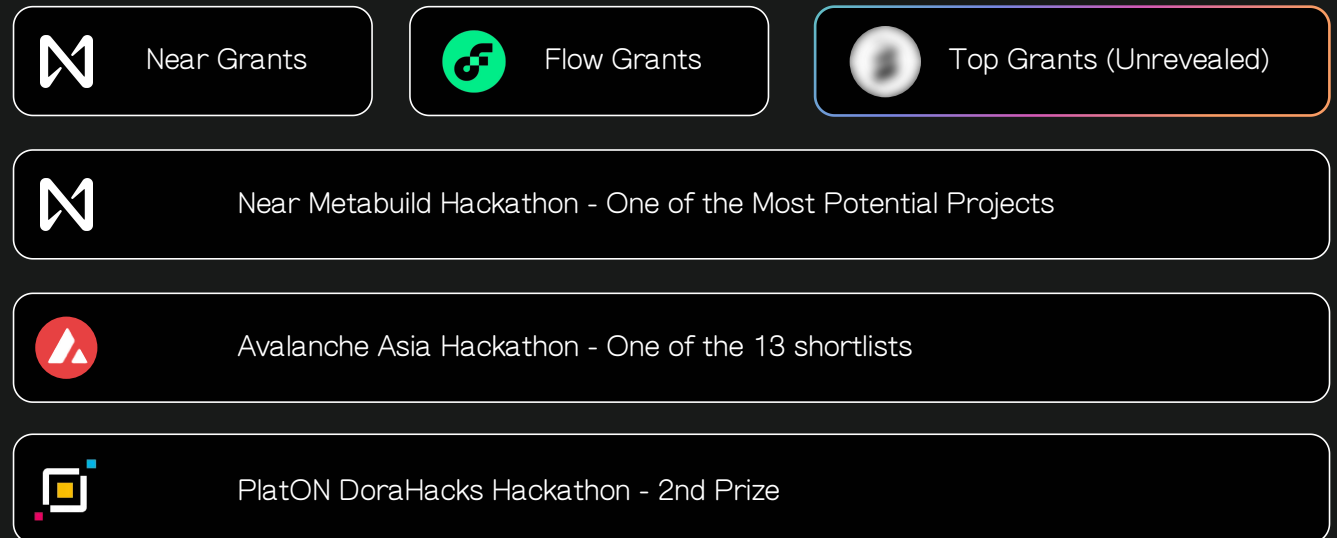 Near Grants
Flow Grants
Top Grants (Unrevealed)
Near Metabuild Hackathon - One of the Most Potential Projects
Avalanche Asia Hackathon - One of the 13 shortlists
PlatON DoraHacks Hackathon - 2nd Prize